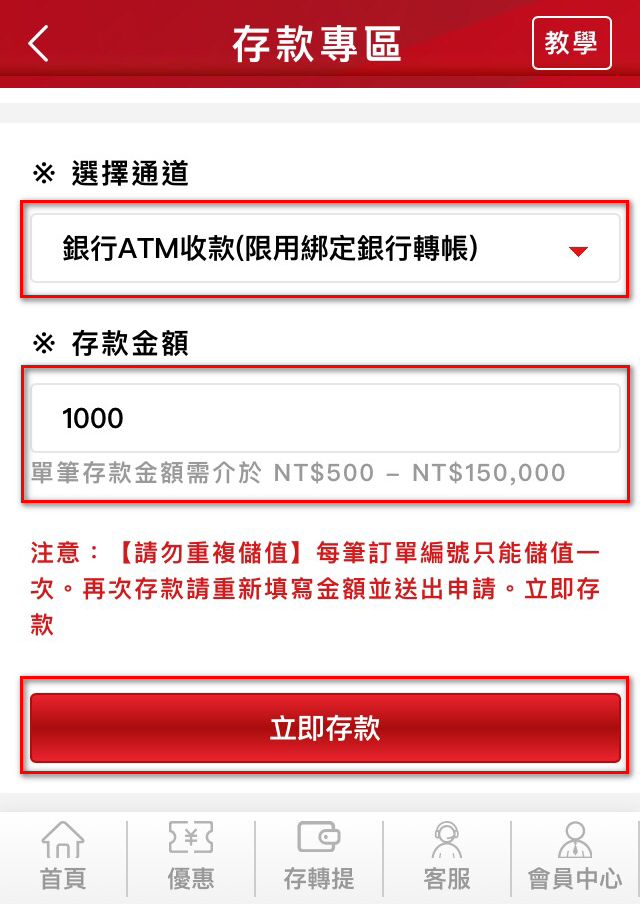 存款專區
教學
※ 選擇通道
銀行ATM收款(限用綁定銀行轉帳)
※ 存款金額
1000
單筆存款金額需介於 NT$500 – NT$150,000
注意：【請勿重複儲值】每筆訂單編號只能儲值一
次。再次存款請重新填寫金額並送出申請。立即存
款
立即存款
首頁
優惠
存轉提
客服
會員中心